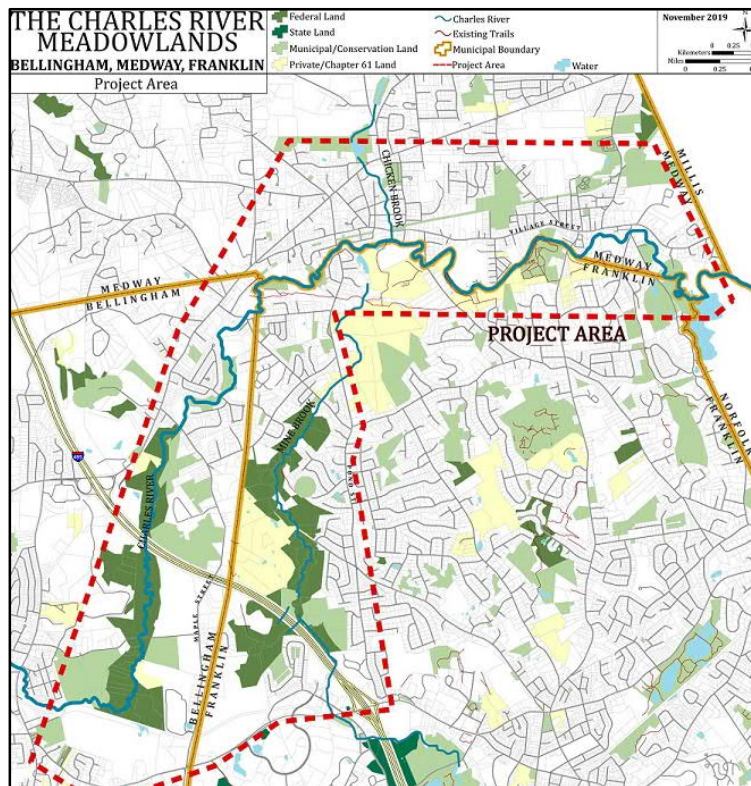 THE CHARLES RIVER
MEADOWLANDS
BELLINGHAM, MEDWAY, FRANKLIN
Project Area
Federal Land
State Land
Municipal/Conservation Land
Private/Chapter 61 Land
Charles River
Existing Trails
Municipal Boundary
Project Area
Water
November 2019
N
0 0.25
Kilometers
Miles
0 0.25
CHICKEN BROOK
MILLIS
MEDWAY
VILLAGE STREET
MEDWAY
FRANKLIN
MEDWAY
BELLINGHAM
PROJECT AREA
NORFOLK
FRANKLIN
MINE BROOK
495
CHARLES RIVER
MAPLE STREET
BELLINGHAM
FRANKLIN